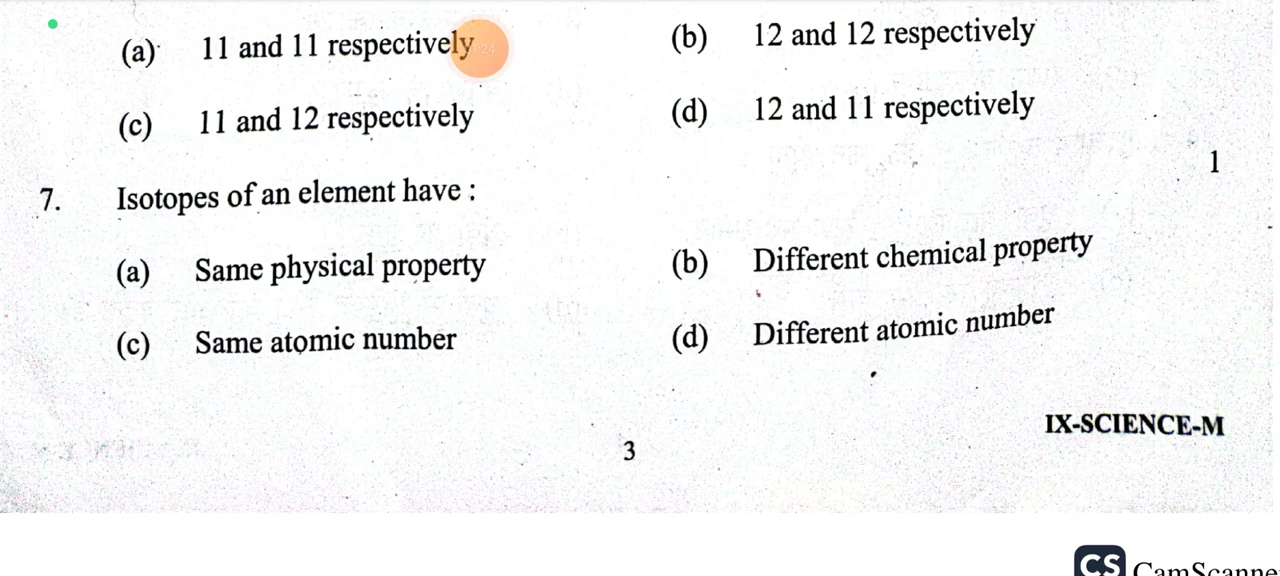 (a) 11 and 11 respectively (b) 12 and 12 respectively
(c) 11 and 12 respectively (d) 12 and 11 respectively
1
7. Isotopes of an element have :
(a) Same physical property (b) Different chemical property
(c) Same atomic number (d) Different atomic number
IX-SCIENCE-M
3
CS CamScanne